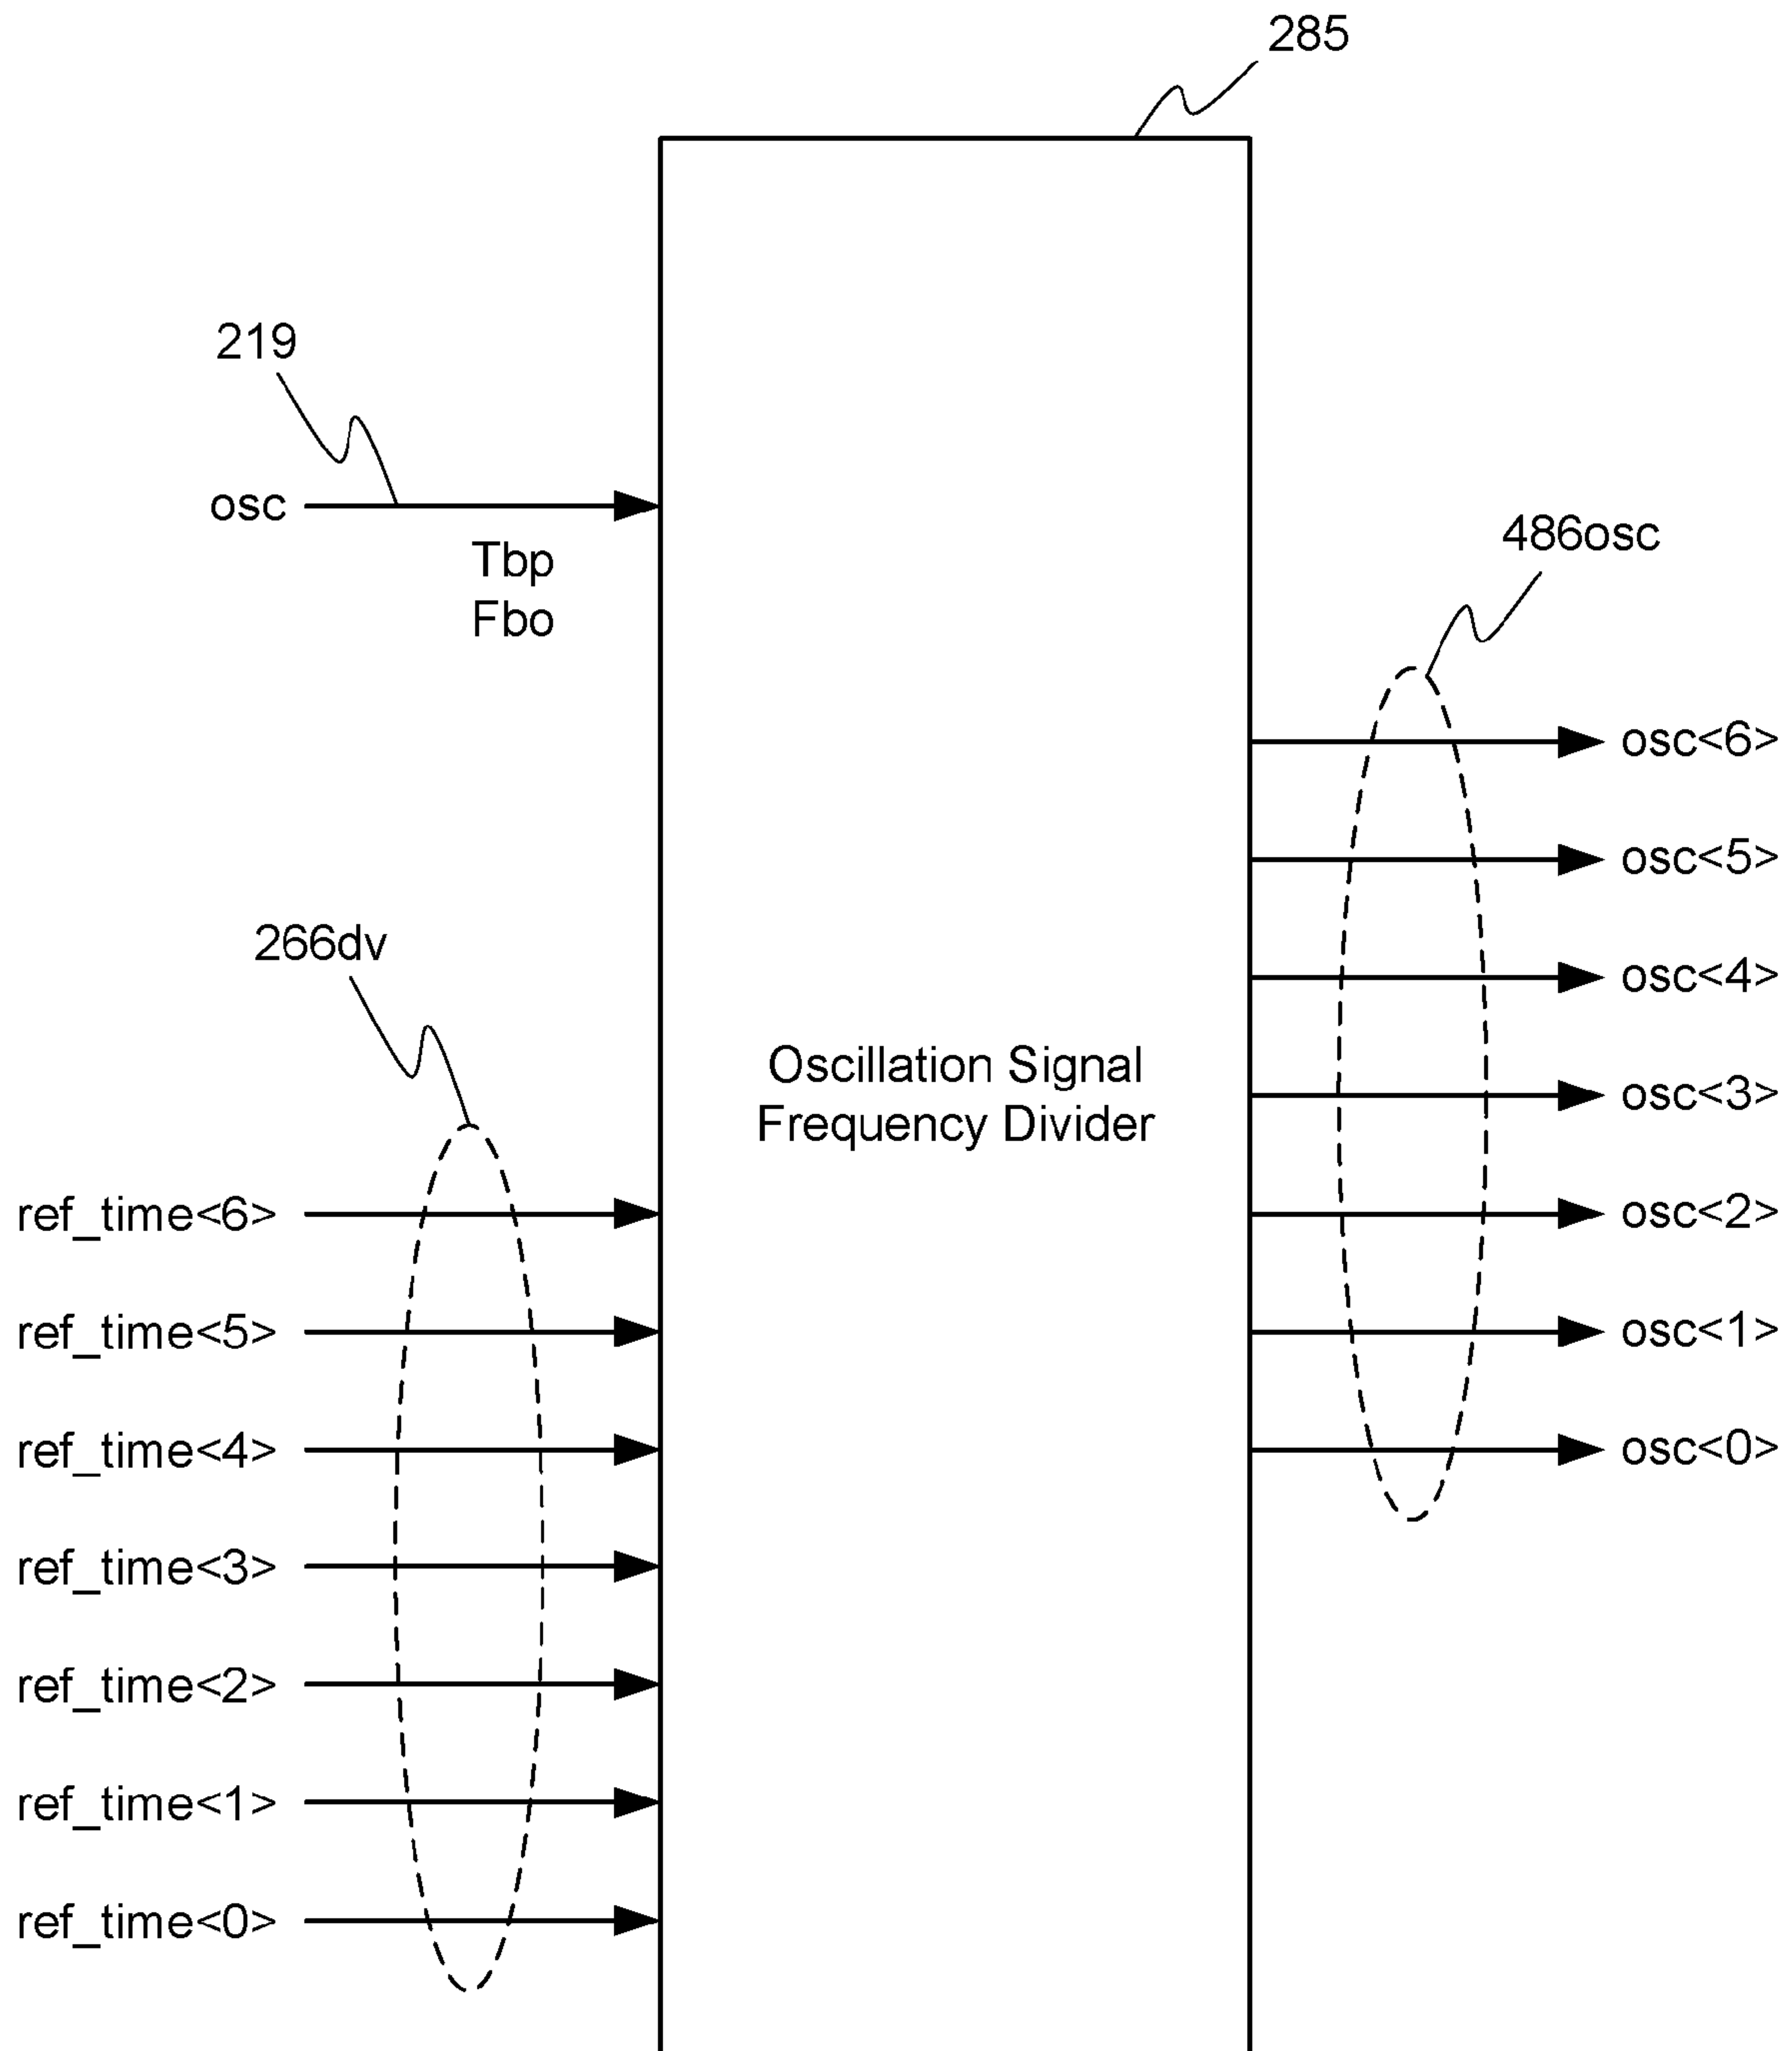 285
219
osc
Tbp
Fbo
486osc
osc<6>
osc<5>
266dv
osc<4>
Oscillation Signal
Frequency Divider
osc<3>
ref_time<6>
osc<2>
ref_time<5>
osc<1>
ref_time<4>
osc<0>
ref_time<3>
ref_time<2>
ref_time<1>
ref_time<0>